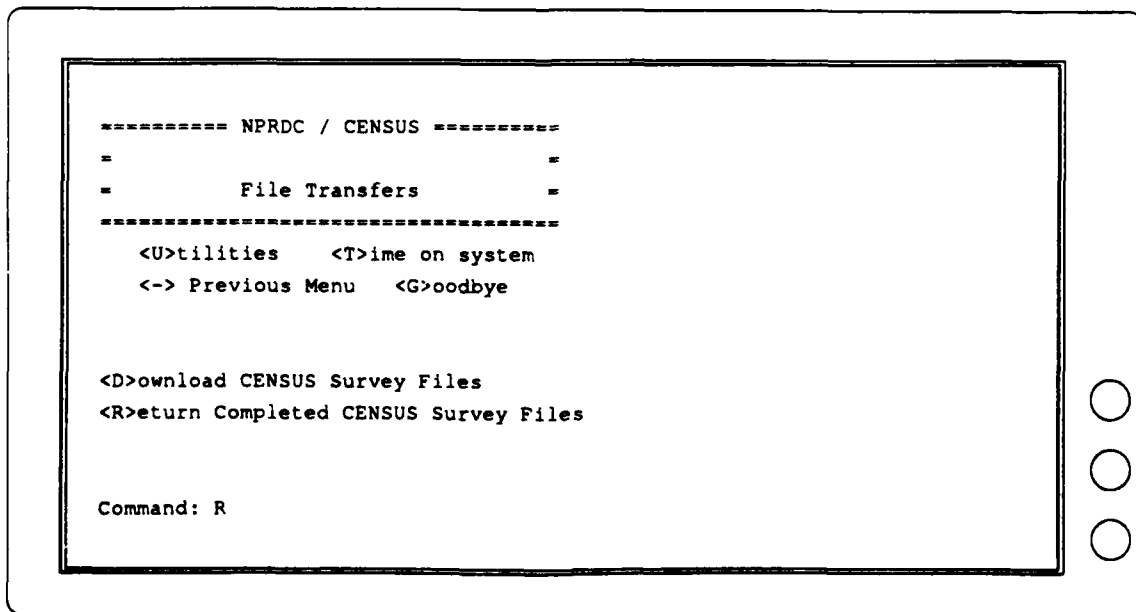 ========== NPRDC / CENSUS ==========
=                                  =
=          File Transfers          =
====================================
<U>tilities    <T>ime on system
<-> Previous Menu   <G>oodbye
<D>ownload CENSUS Survey Files
<R>eturn Completed CENSUS Survey Files
Command: R